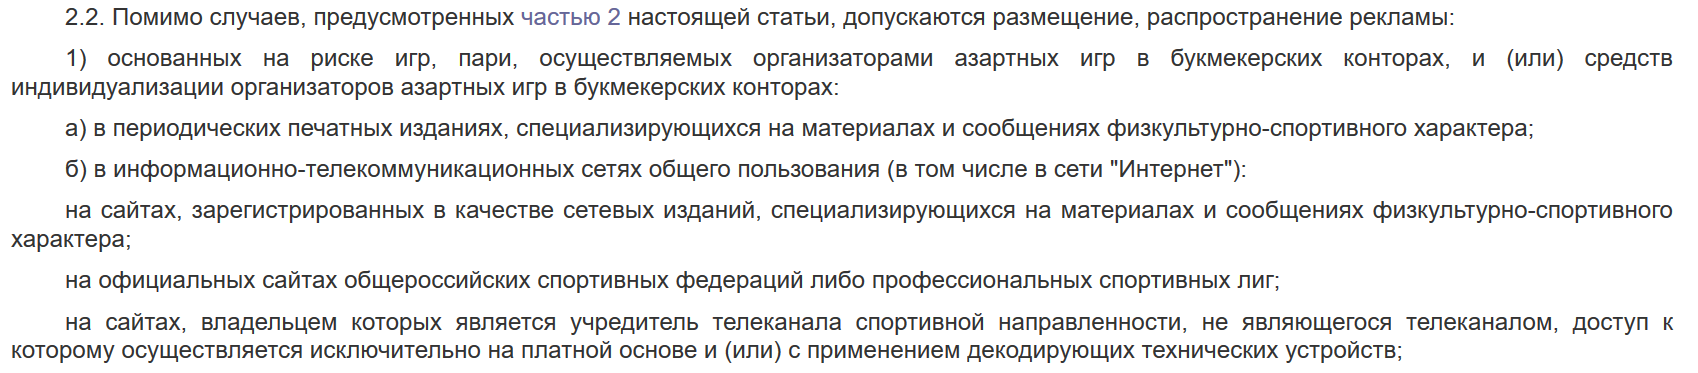 2.2. Помимо случаев, предусмотренных частью 2 настоящей статьи, допускаются размещение, распространение рекламы:
1) основанных на риске игр, пари, осуществляемых организаторами азартных игр в букмекерских конторах, и (или) средств
индивидуализации организаторов азартных игр в букмекерских конторах:
а) в периодических печатных изданиях, специализирующихся на материалах и сообщениях физкультурно-спортивного характера;
б) в информационно-телекоммуникационных сетях общего пользования (в том числе в сети "Интернет"):
на сайтах, зарегистрированных в качестве сетевых изданий, специализирующихся на материалах и сообщениях физкультурно-спортивного
характера;
на официальных сайтах общероссийских спортивных федераций либо профессиональных спортивных лиг;
на сайтах, владельцем которых является учредитель телеканала спортивной направленности, не являющегося телеканалом, доступ к
которому осуществляется исключительно на платной основе и (или) с применением декодирующих технических устройств;